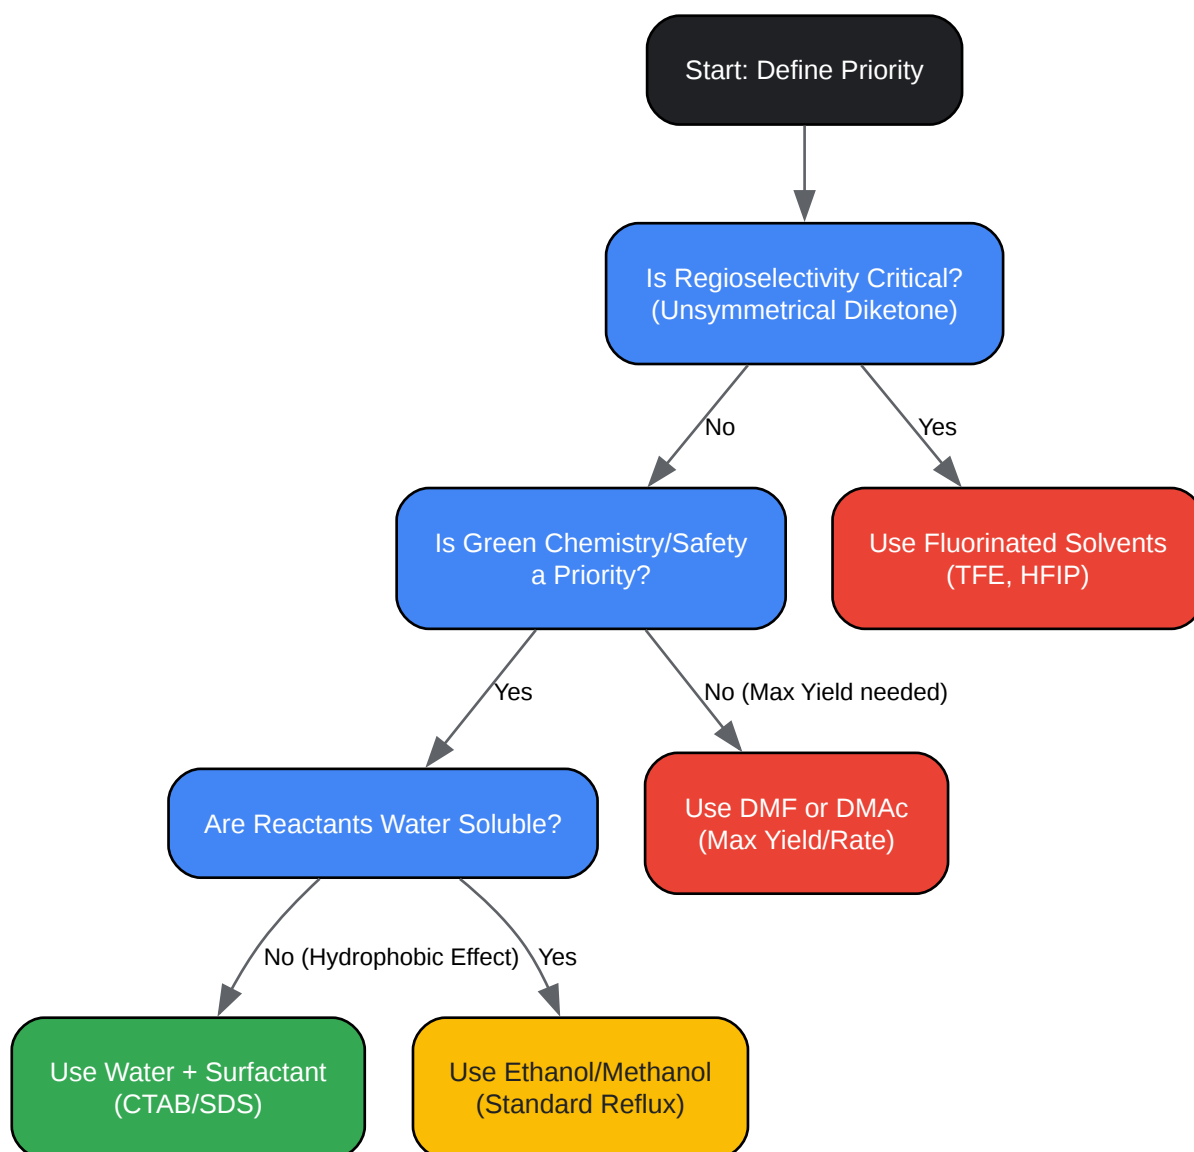 Start: Define Priority
Is Regioselectivity Critical?
(Unsymmetrical Diketone)
No
Yes
Is Green Chemistry/Safety
a Priority?
Use Fluorinated Solvents
(TFE, HFIP)
Yes
No (Max Yield needed)
Are Reactants Water Soluble?
Use DMF or DMAc
(Max Yield/Rate)
No (Hydrophobic Effect)
Yes
Use Water + Surfactant
(CTAB/SDS)
Use Ethanol/Methanol
(Standard Reflux)